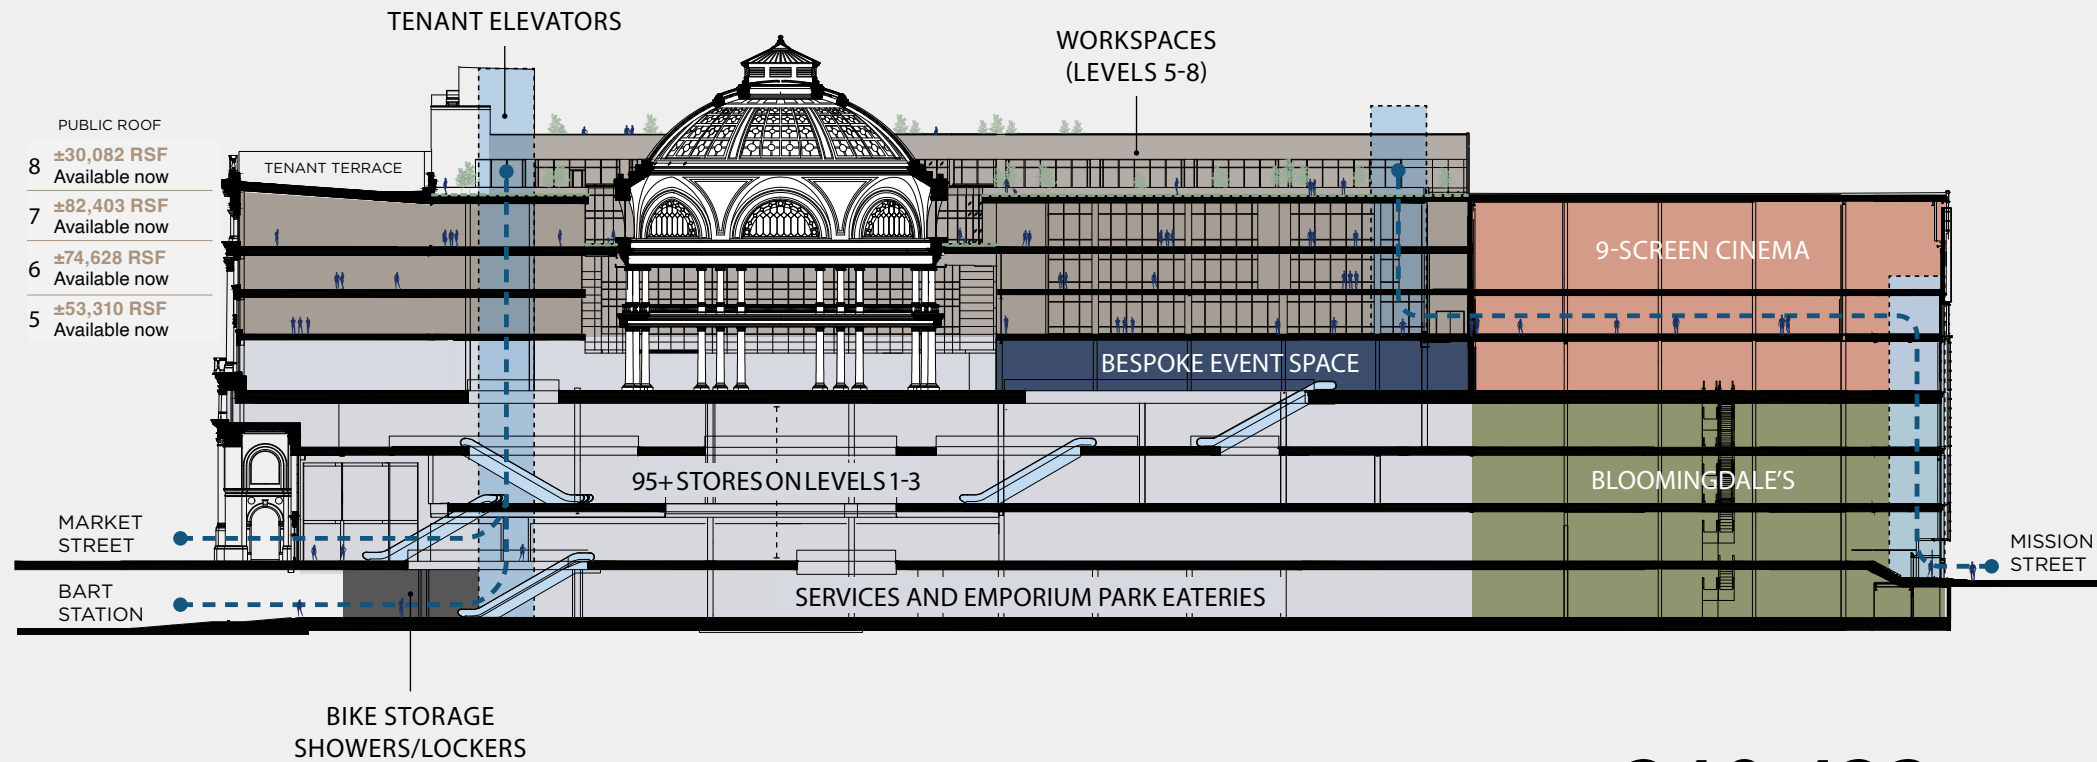 TENANT ELEVATORS
WORKSPACES
(LEVELS 5-8)
PUBLIC ROOF
8 ±30,082 RSF
Available now
7 ±82,403 RSF
Available now
6 ±74,628 RSF
Available now
5 ±53,310 RSF
Available now
TENANT TERRACE
9-SCREEN CINEMA
BESPOKE EVENT SPACE
95+ STORES ON LEVELS 1-3
BLOOMINGDALE'S
MARKET
STREET
MISSION
STREET
BART
STATION
SERVICES AND EMPORIUM PARK EATERIES
BIKE STORAGE
SHOWERS/LOCKERS